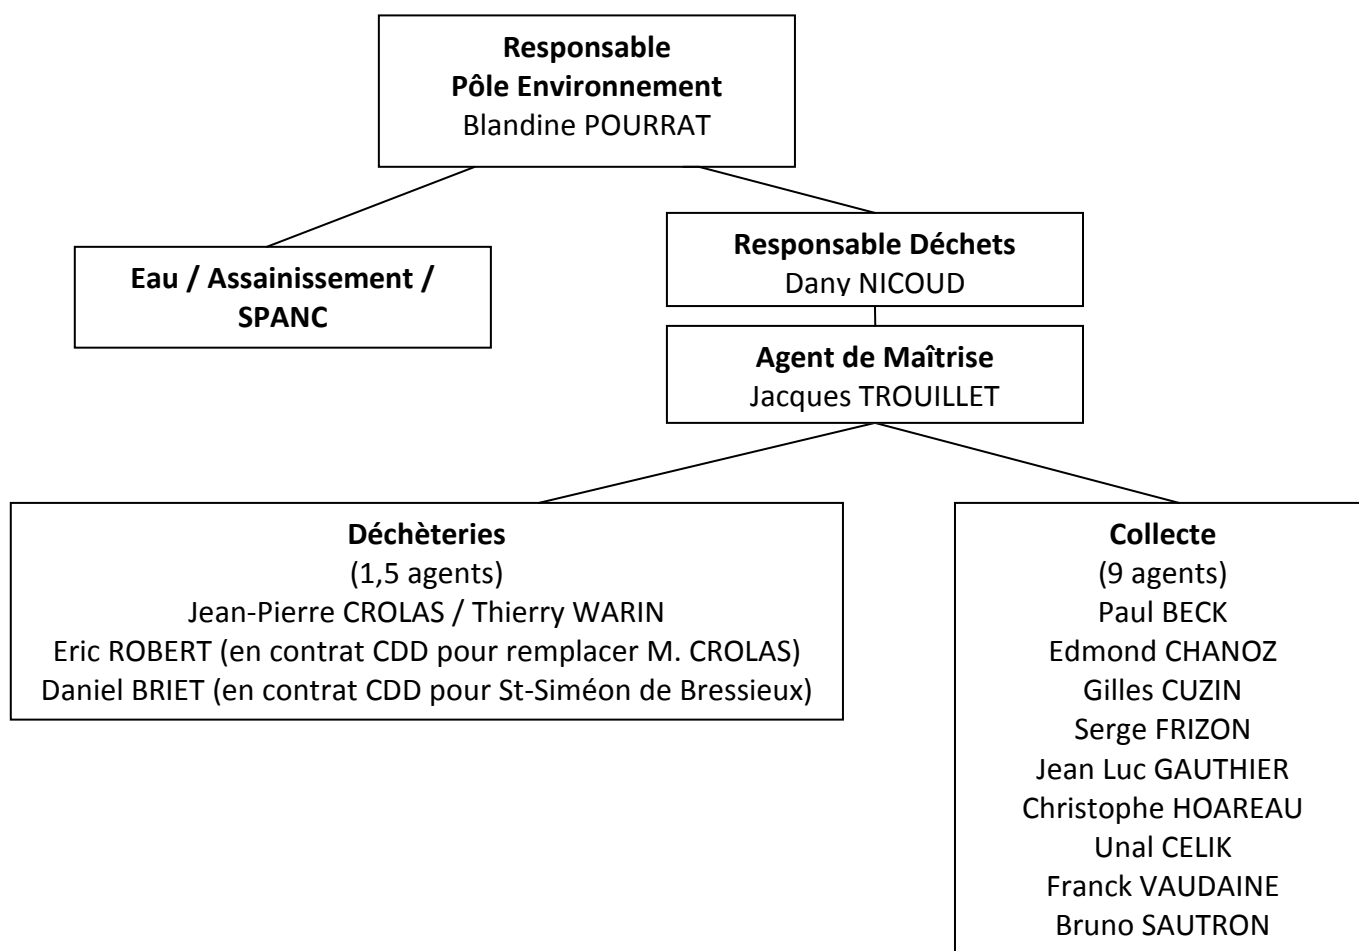 Responsable
Pôle Environnement
Blandine POURRAT
Responsable Déchets
Dany NICOUD
Eau / Assainissement /
SPANC
Agent de Maîtrise
Jacques TROUILLET
Déchèteries
(1,5 agents)
Jean-Pierre CROLAS / Thierry WARIN
Eric ROBERT (en contrat CDD pour remplacer M. CROLAS)
Daniel BRIET (en contrat CDD pour St-Siméon de Bressieux)
Collecte
(9 agents)
Paul BECK
Edmond CHANOZ
Gilles CUZIN
Serge FRIZON
Jean Luc GAUTHIER
Christophe HOAREAU
Unal CELIK
Franck VAUDAINE
Bruno SAUTRON